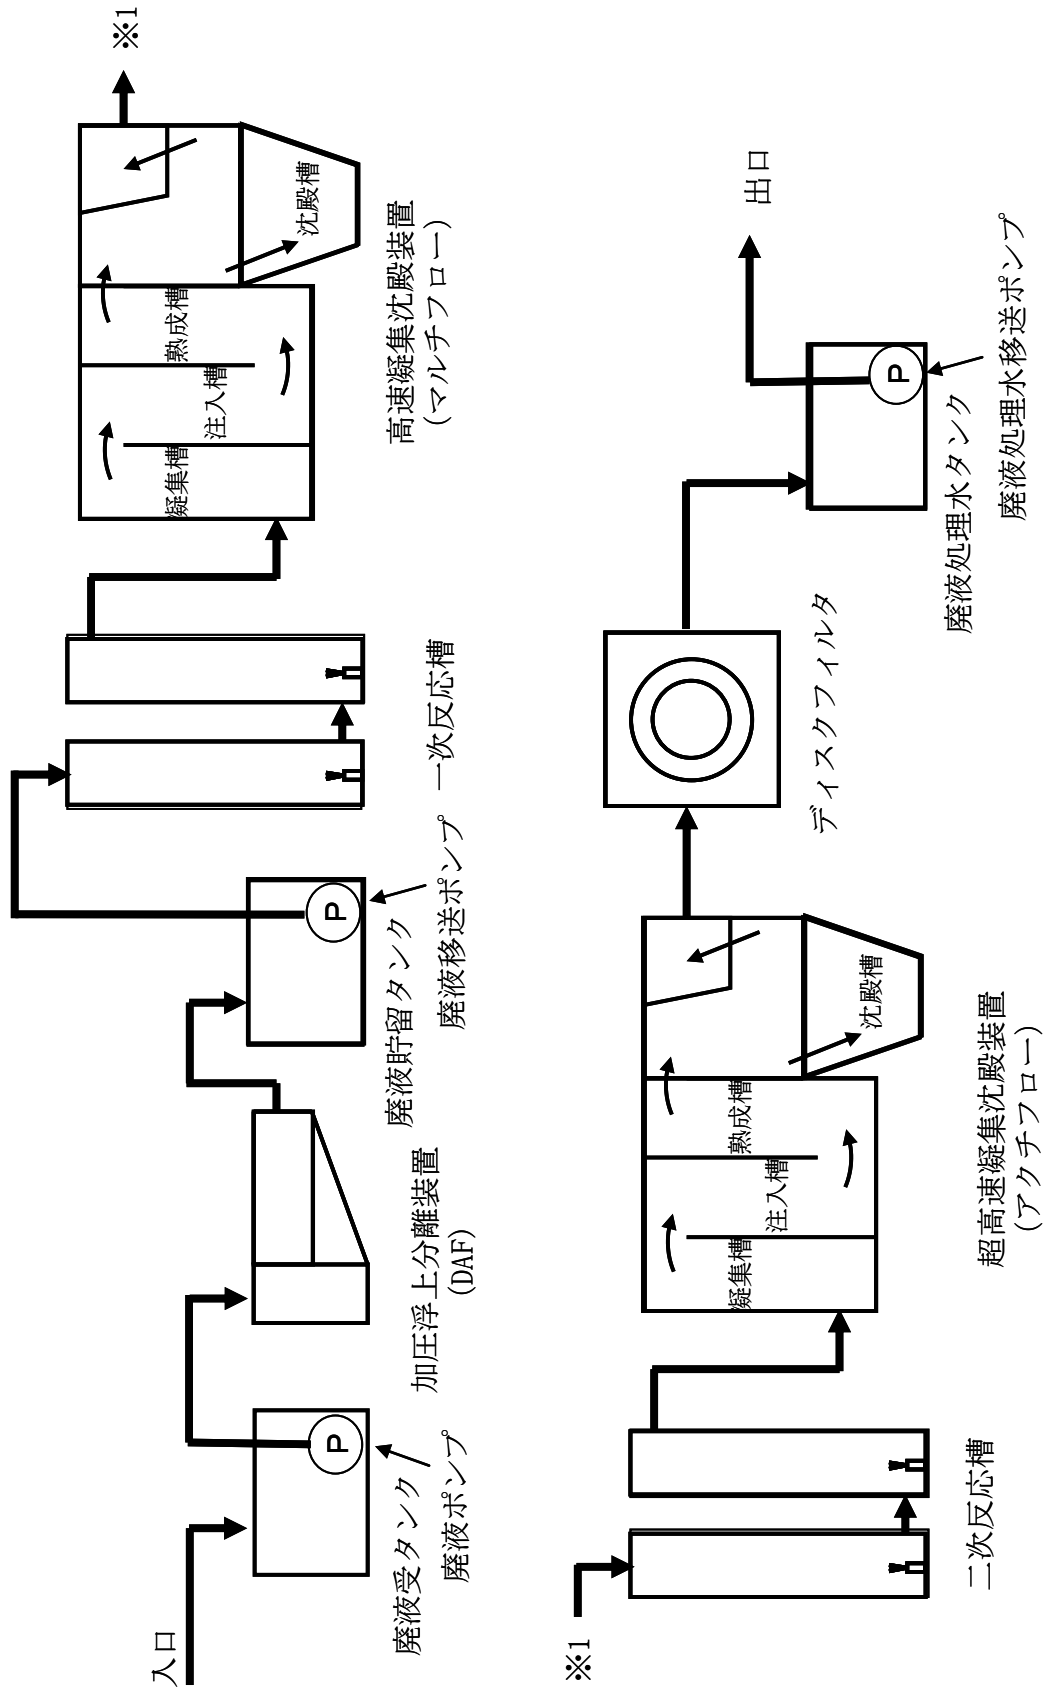 入口
廃液受タンク
P
廃液ポンプ
加圧浮上分離装置
(DAF)
廃液貯留タンク
P
廃液移送ポンプ
一次反応槽
凝集槽
注入槽
熟成槽
沈殿槽
高速凝集沈殿装置
(マルチフロー)
※1
※1
二次反応槽
凝集槽
注入槽
熟成槽
沈殿槽
超高速凝集沈殿装置
(アクチフロー)
ディスクフィルタ
廃液処理水タンク
P
廃液処理水移送ポンプ
出口